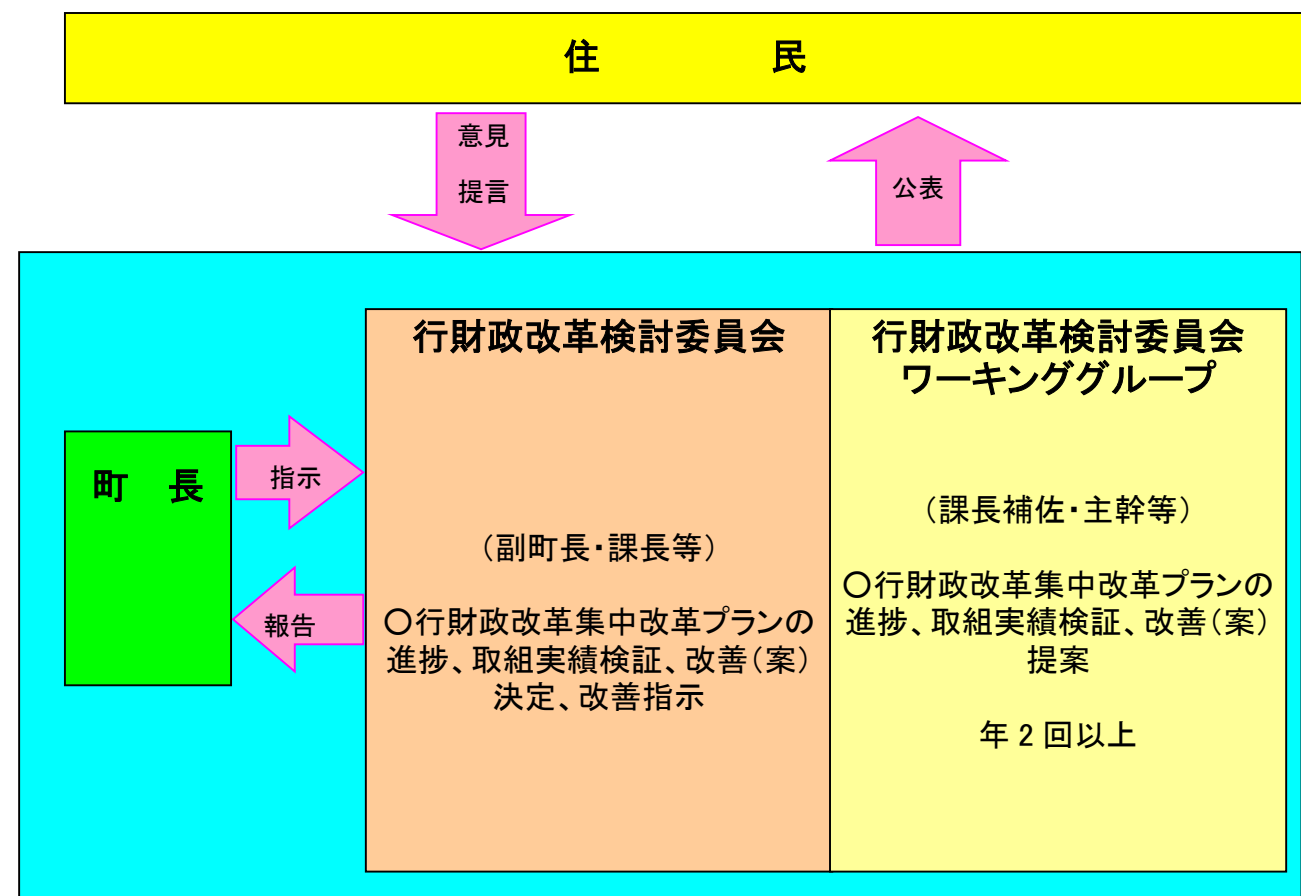 住　　民
意見
提言
公表
町　長
指示
報告
行財政改革検討委員会
（副町長・課長等）
○行財政改革集中改革プランの
進捗、取組実績検証、改善（案）
決定、改善指示
行財政改革検討委員会
ワーキンググループ
（課長補佐・主幹等）
○行財政改革集中改革プランの
進捗、取組実績検証、改善（案）
提案
年２回以上